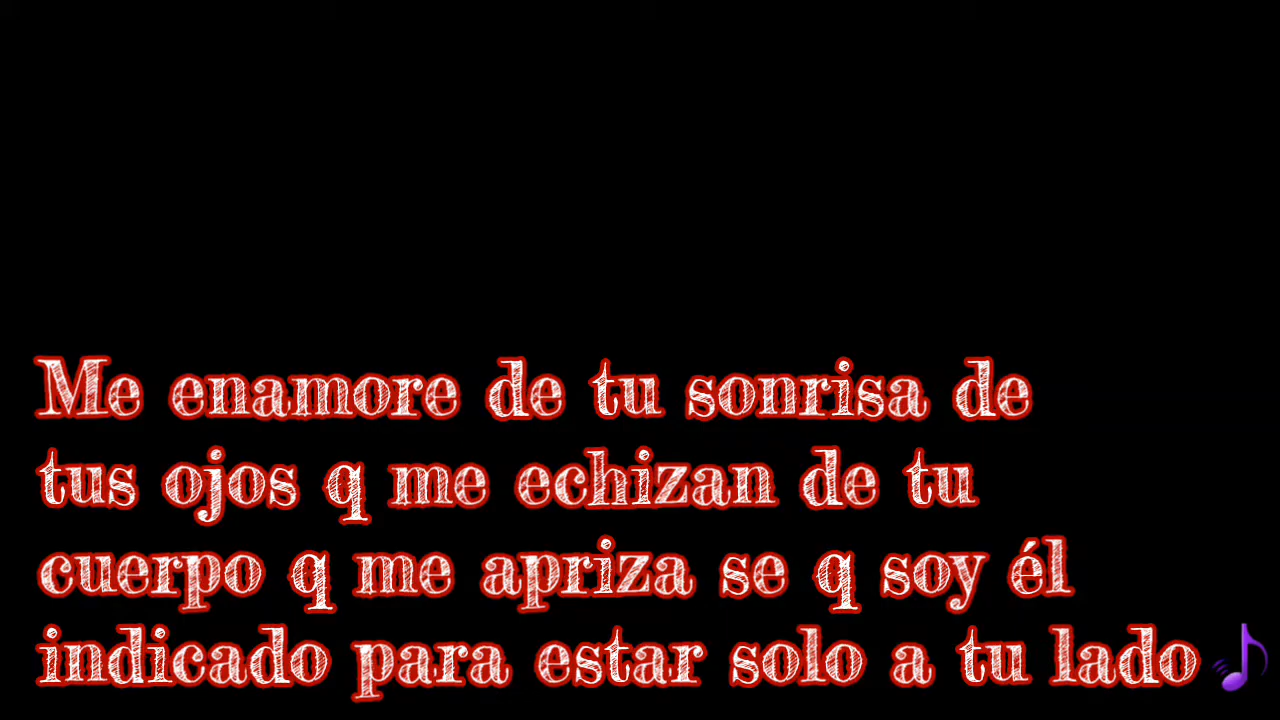 Me enamore de tu sonrisa de
tus ojos q me echizan de tu
cuerpo q me apriza se q soy él
indicado para estar solo a tu lado